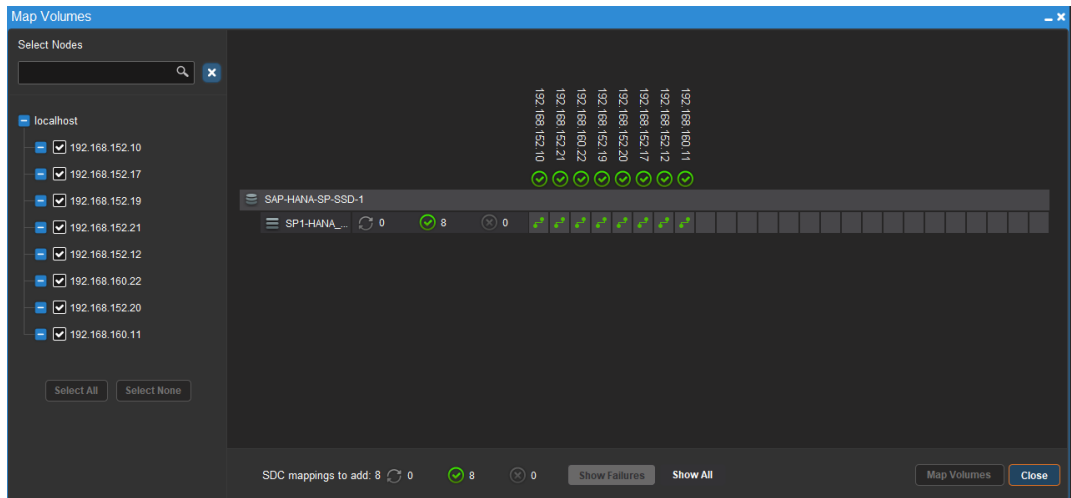 Map Volumes
Select Nodes
localhost
192.168.152.10
192.168.152.17
192.168.152.19
192.168.152.21
192.168.152.12
192.168.160.22
192.168.152.20
192.168.160.11
Select All Select None
192.168.152.10
192.168.152.21
192.168.160.22
192.168.152.19
192.168.152.20
192.168.152.17
192.168.152.12
192.168.160.11
SAP-HANA-SP-SSD-1
SP1-HANA_... 0 8 0
SDC mappings to add: 8 0 8 0 Show Failures Show All Map Volumes Close